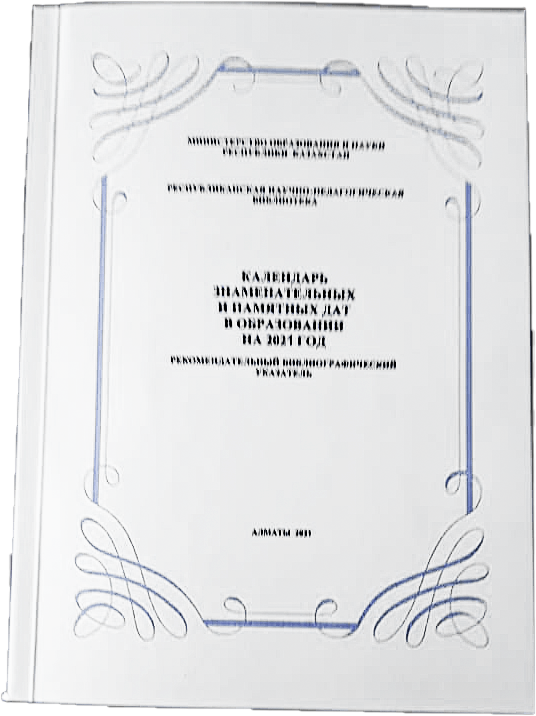 МИНИСТЕРСТВО ОБРАЗОВАНИЯ И НАУКИ
РЕСПУБЛИКИ КАЗАХСТАН
РЕСПУБЛИКАНСКАЯ НАУЧНО-ПЕДАГОГИЧЕСКАЯ
БИБЛИОТЕКА
КАЛЕНДАРЬ
ЗНАМЕНАТЕЛЬНЫХ
И ПАМЯТНЫХ ДАТ
В ОБРАЗОВАНИИ
НА 2021 ГОД
РЕКОМЕНДАТЕЛЬНЫЙ БИБЛИОГРАФИЧЕСКИЙ
УКАЗАТЕЛЬ
АЛМАТЫ 2021